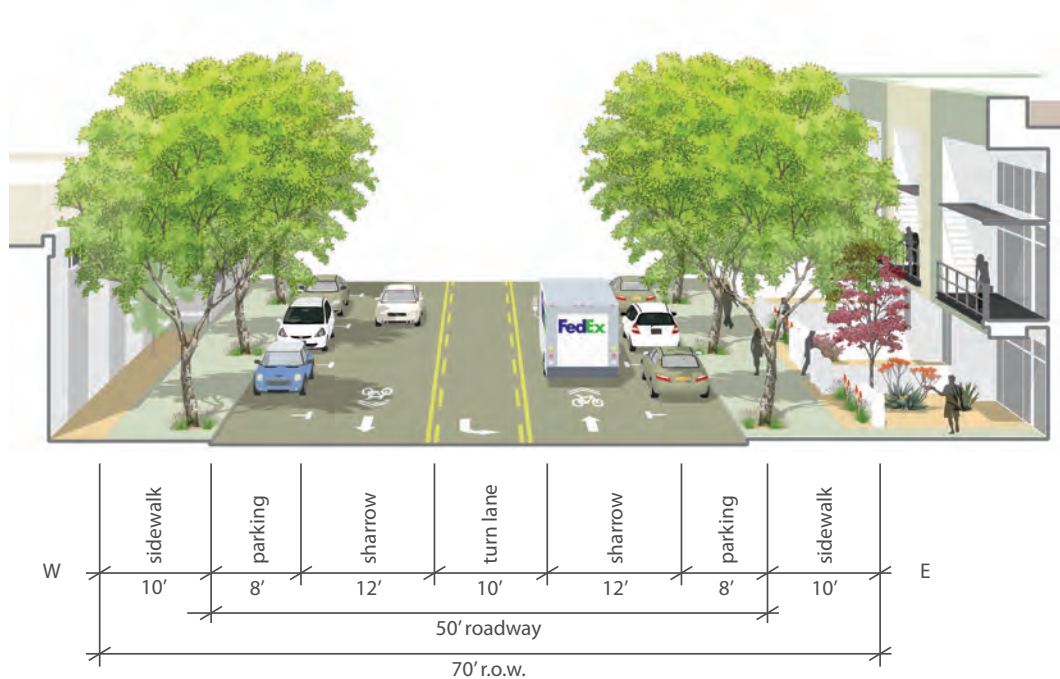 FedEx
sidewalk
parking
sharrow
turn lane
sharrow
parking
sidewalk
W
10’
8’
12’
10’
12’
8’
10’
E
50’ roadway
70’ r.o.w.